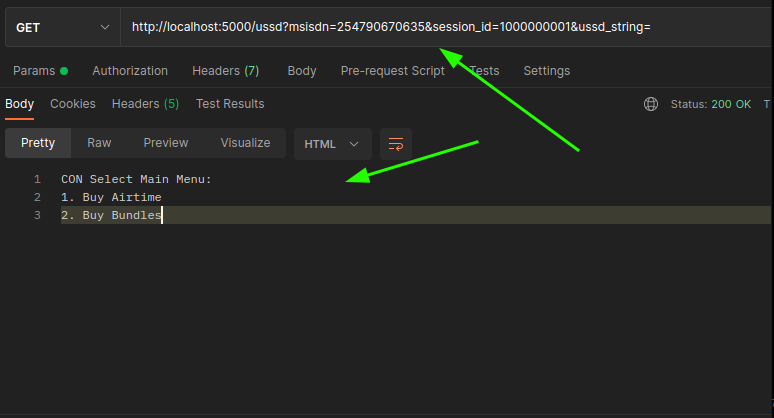 GET http://localhost:5000/ussd?msisdn=254790670635&session_id=1000000001&ussd_string=
Params Authorization Headers (7) Body Pre-request Script Tests Settings
Body Cookies Headers (5) Test Results Status: 200 OK T
Pretty Raw Preview Visualize HTML
1 CON Select Main Menu:
2 1. Buy Airtime
3 2. Buy Bundles